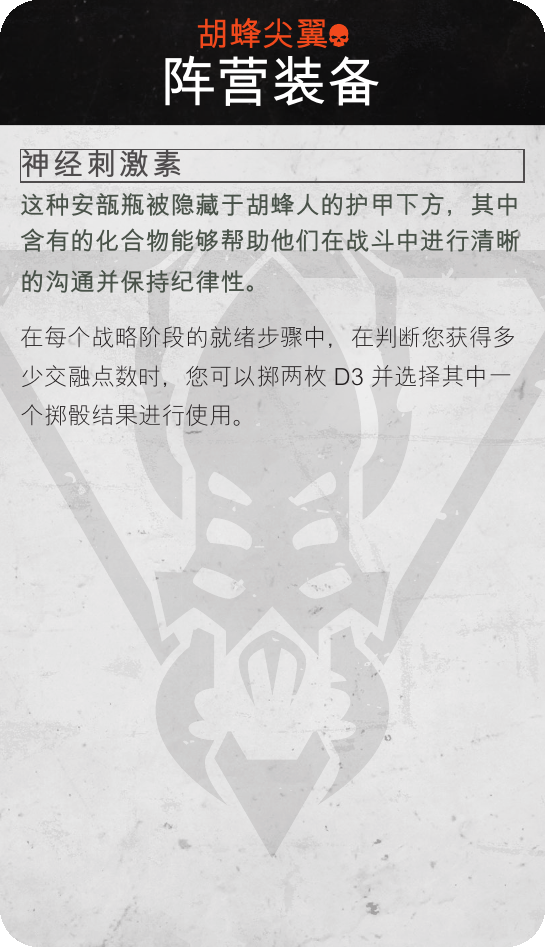 胡蜂尖翼
阵营装备
神经刺激素
这种安瓿瓶被隐藏于胡蜂人的护甲下方，其中
含有的化合物能够帮助他们在战斗中进行清晰
的沟通并保持纪律性。
在每个战略阶段的就绪步骤中，在判断您获得多
少交融点数时，您可以掷两枚 D3 并选择其中一
个掷骰结果进行使用。